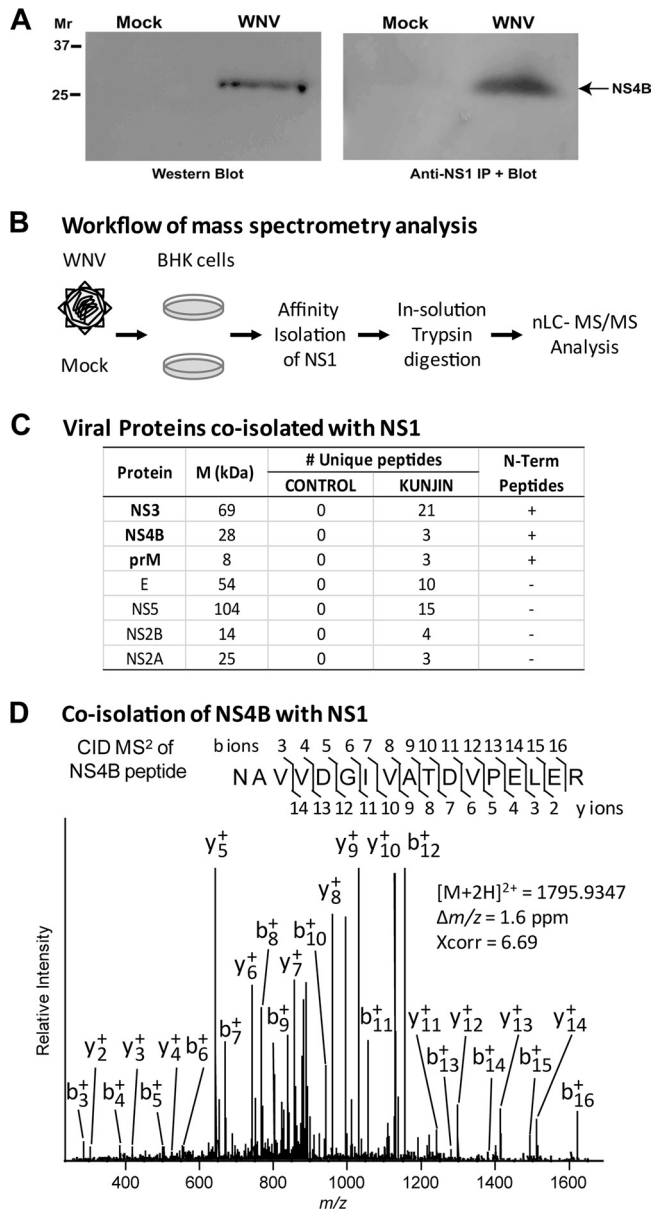 A
Mr
Mock WNV
Mock WNV
37
25
NS4B
Western Blot
Anti-NS1 IP + Blot
B Workflow of mass spectrometry analysis
WNV
Mock
BHK cells
Affinity
Isolation
of NS1
In-solution
Trypsin
digestion
nLC- MS/MS
Analysis
C Viral Proteins co-isolated with NS1
Protein M (kDa) # Unique peptides N-Term Peptides
CONTROL KUNJIN
NS3 69 0 21 +
NS4B 28 0 3 +
prM 8 0 3 +
E 54 0 10 -
NS5 104 0 15 -
NS2B 14 0 4 -
NS2A 25 0 3 -
D Co-isolation of NS4B with NS1
CID MS² of
NS4B peptide
b ions 3 4 5 6 7 8 9 10 11 12 13 14 15 16
N A V V D G I V A T D V P E L E R
14 13 12 11 10 9 8 7 6 5 4 3 2 y ions
y₅⁺ y₉⁺ y₁₀⁺ b₁₂⁺
[M+2H]²⁺ = 1795.9347
Δm/z = 1.6 ppm
Xcorr = 6.69
y₈⁺
b₈⁺ b₁₀⁺
y₆⁺ y₇⁺
b₇⁺ b₉⁺ b₁₁⁺ y₁₁⁺ y₁₂⁺ y₁₃⁺ y₁₄⁺
y₂⁺ y₃⁺ y₄⁺ b₆⁺ b₁₃⁺ b₁₄⁺ b₁₅⁺
b₃⁺ b₄⁺ b₅⁺ b₁₆⁺
Relative Intensity
400 600 800 1000 1200 1400 1600
m/z